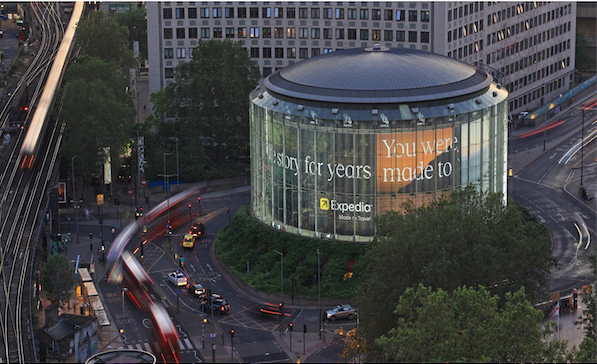 e story for years
You were
made to
Expedia
Made to Travel